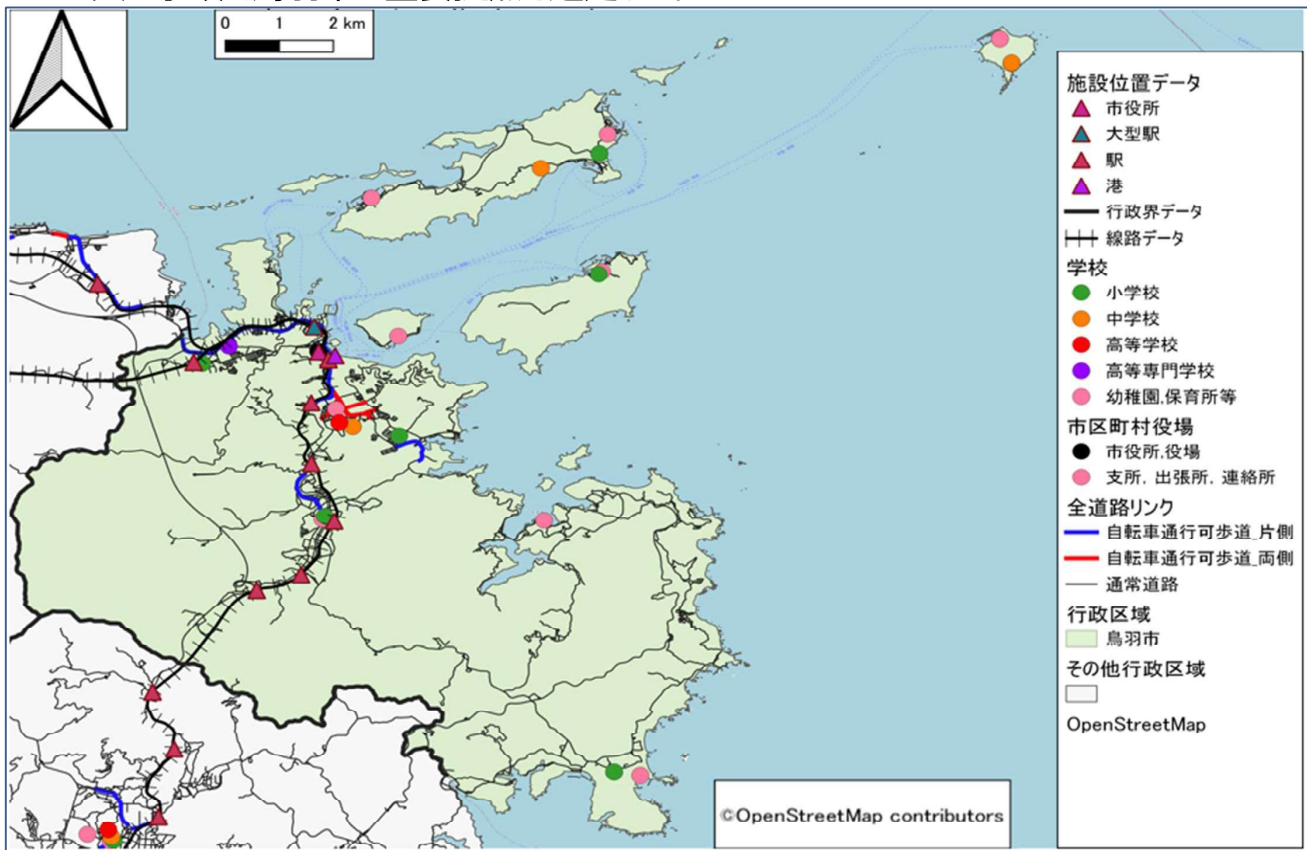 0 1 2 km
施設位置データ
市役所
大型駅
駅
港
行政界データ
線路データ
学校
小学校
中学校
高等学校
高等専門学校
幼稚園,保育所等
市区町村役場
市役所,役場
支所, 出張所, 連絡所
全道路リンク
自転車通行可歩道_片側
自転車通行可歩道_両側
通常道路
行政区域
鳥羽市
その他行政区域
OpenStreetMap
©OpenStreetMap contributors